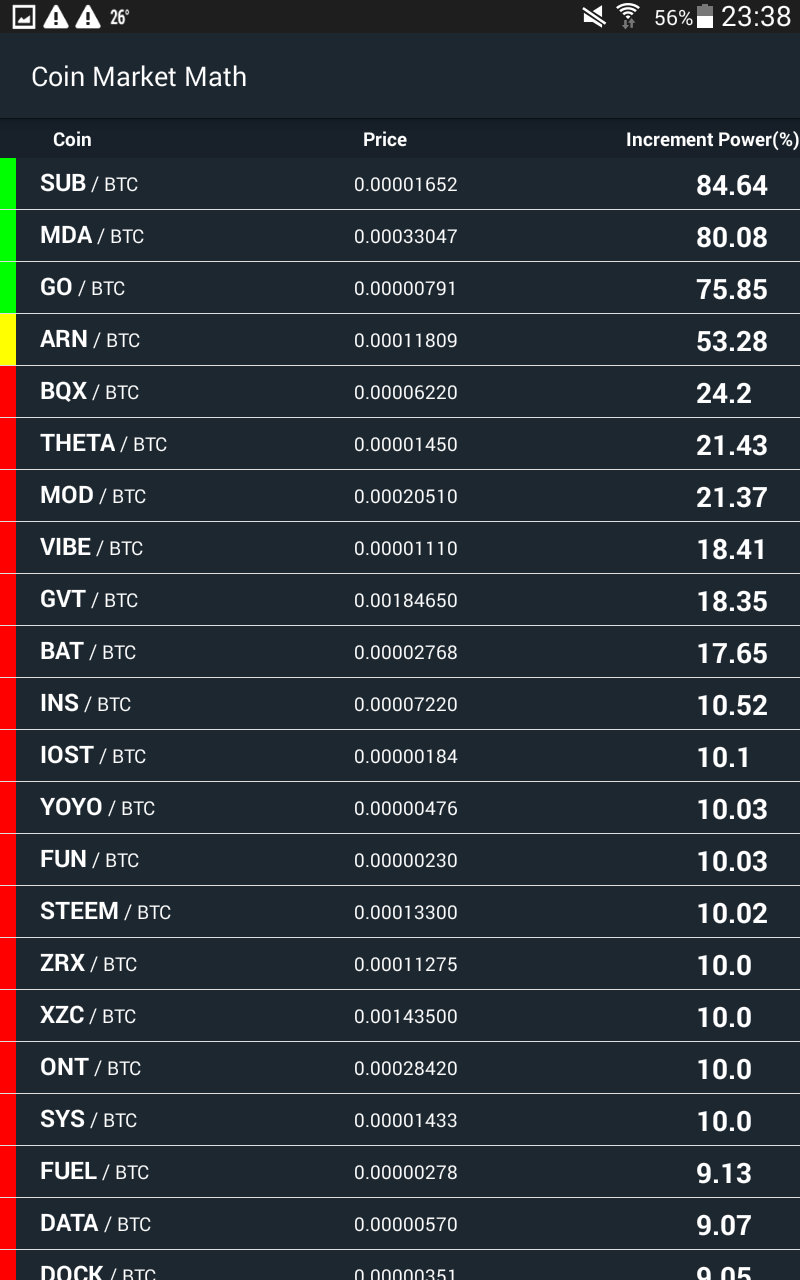 26° 56% 23:38
Coin Market Math
Coin Price Increment Power(%)
SUB / BTC 0.00001652 84.64
MDA / BTC 0.00033047 80.08
GO / BTC 0.00000791 75.85
ARN / BTC 0.00011809 53.28
BQX / BTC 0.00006220 24.2
THETA / BTC 0.00001450 21.43
MOD / BTC 0.00020510 21.37
VIBE / BTC 0.00001110 18.41
GVT / BTC 0.00184650 18.35
BAT / BTC 0.00002768 17.65
INS / BTC 0.00007220 10.52
IOST / BTC 0.00000184 10.1
YOYO / BTC 0.00000476 10.03
FUN / BTC 0.00000230 10.03
STEEM / BTC 0.00013300 10.02
ZRX / BTC 0.00011275 10.0
XZC / BTC 0.00143500 10.0
ONT / BTC 0.00028420 10.0
SYS / BTC 0.00001433 10.0
FUEL / BTC 0.00000278 9.13
DATA / BTC 0.00000570 9.07
DOCK / BTC 0.00000351 9.05